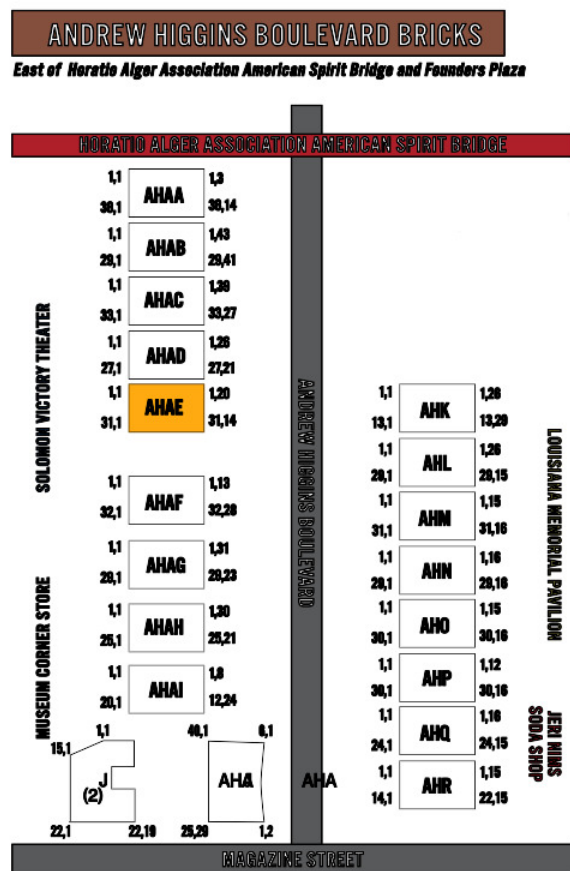 ANDREW HIGGINS BOULEVARD BRICKS
East of Horatio Alger Association American Spirit Bridge and Founders Plaza
HORATIO ALGER ASSOCIATION AMERICAN SPIRIT BRIDGE
1,1 AHAA 1,3
38,1 38,14
1,1 AHAB 1,43
29,1 29,41
1,1 AHAC 1,39
33,1 33,27
1,1 AHAD 1,26
27,1 27,21
1,1 AHAE 1,20
31,1 31,14
1,1 AHAF 1,13
32,1 32,28
1,1 AHAG 1,31
29,1 29,23
1,1 AHAH 1,30
25,1 25,21
1,1 AHAI 1,8
20,1 12,24
SOLOMON VICTORY THEATER
MUSEUM CORNER STORE
ANDREW HIGGINS BOULEVARD
1,1 AHK 1,26
13,1 13,29
1,1 AHL 1,26
29,1 29,15
1,1 AHM 1,15
31,1 31,16
1,1 AHN 1,16
29,1 29,16
1,1 AHO 1,15
30,1 30,16
1,1 AHP 1,12
30,1 30,16
1,1 AHQ 1,16
24,1 24,15
1,1 AHR 1,15
14,1 22,15
LOUISIANA MEMORIAL PAVILION
JERI NIMS
SODA SHOP
1,1
15,1
J
(2)
22,1 22,19
40,1 6,1
25,29 1,2
AHA
MAGAZINE STREET